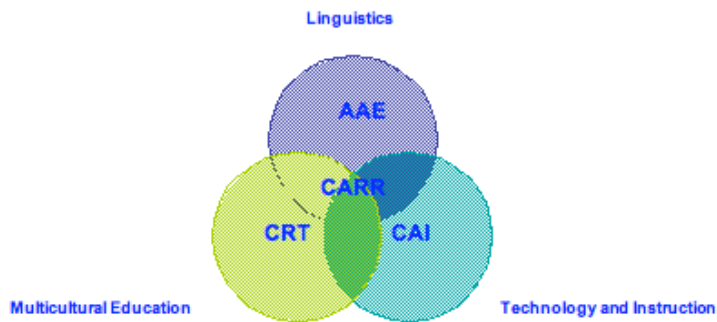 Linguistics
AAE
CARR
CRT
CAI
Multicultural Education
Technology and Instruction